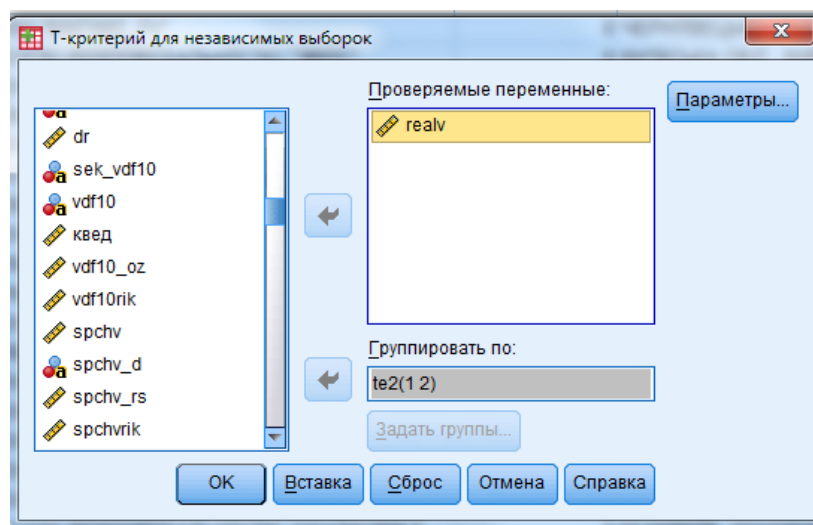 Т-критерий для независимых выборок
Проверяемые переменные:
Параметры...
dr
sek_vdf10
vdf10
квед
vdf10_oz
vdf10rik
spchv
spchv_d
spchv_rs
spchvrik
realv
Группировать по:
te2(1 2)
Задать группы...
OK
Вставка
Сброс
Отмена
Справка